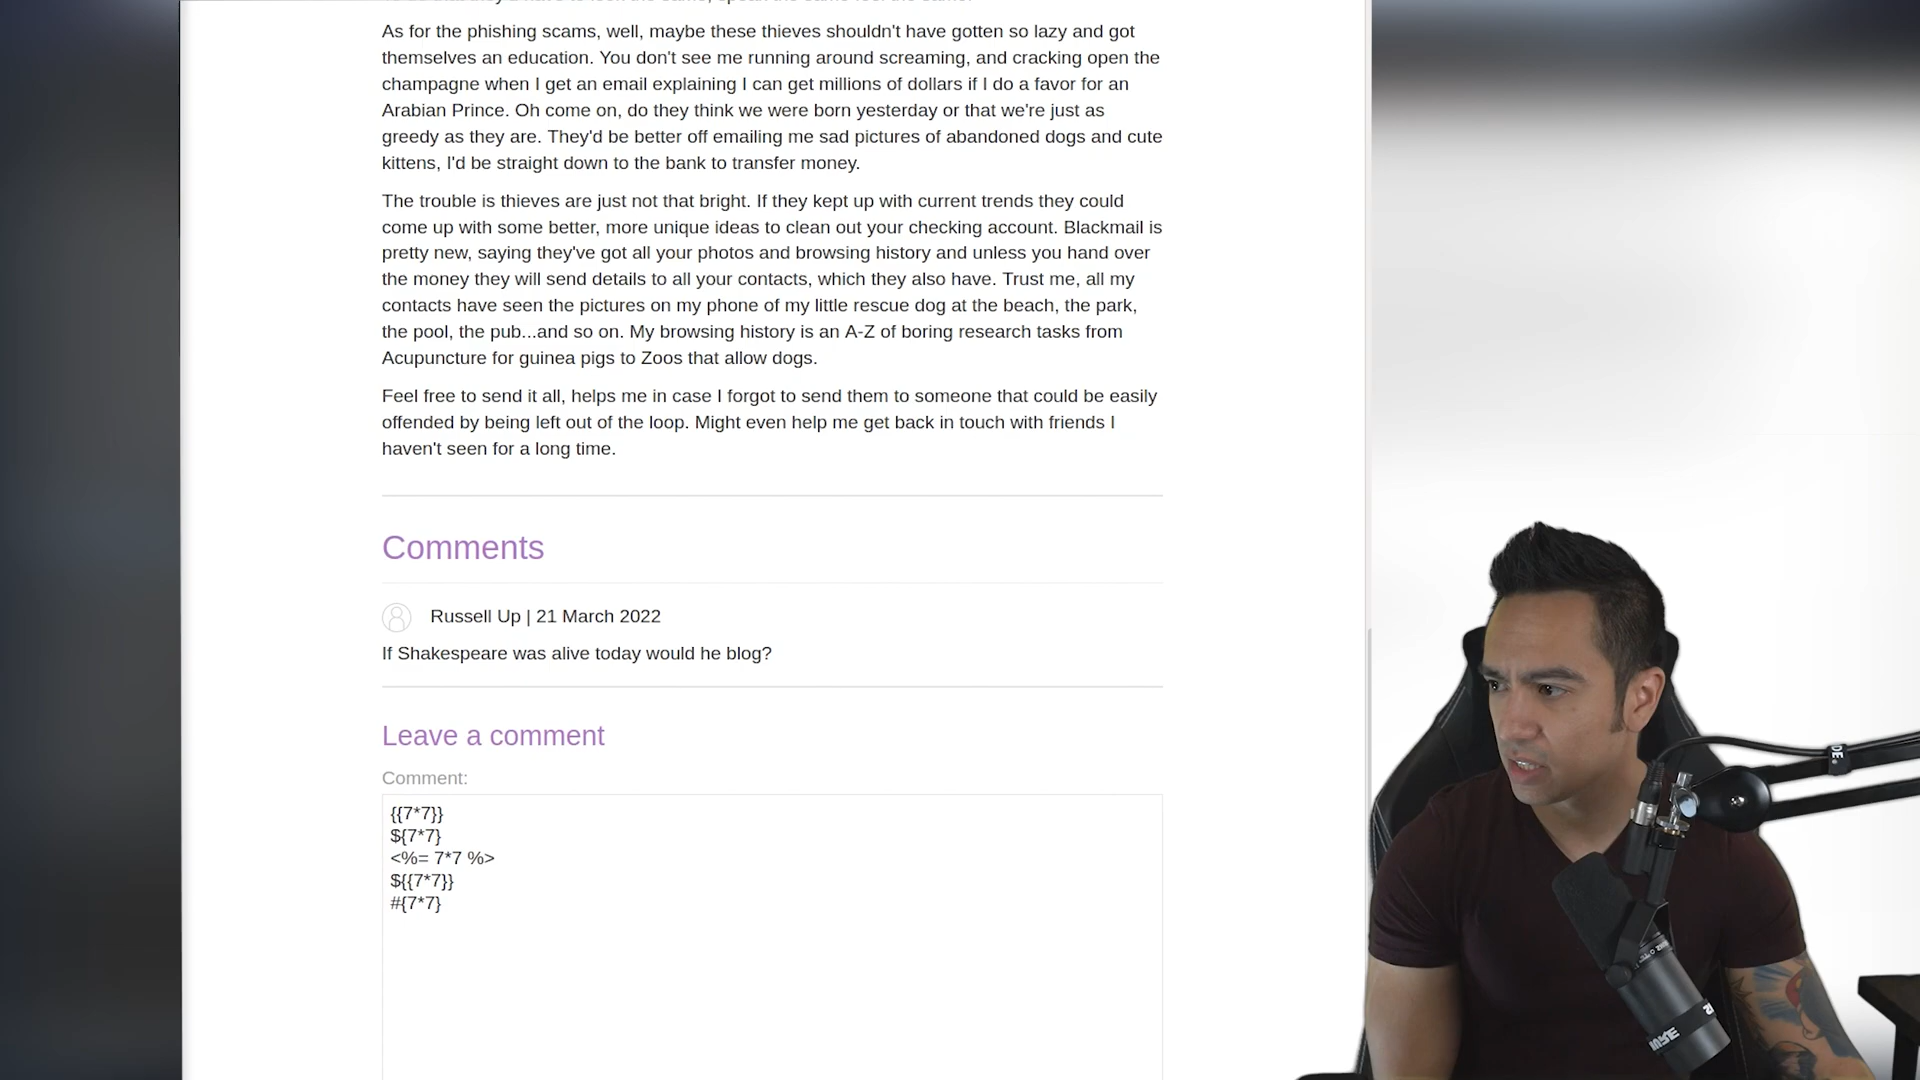 As for the phishing scams, well, maybe these thieves shouldn't have gotten so lazy and got
themselves an education. You don't see me running around screaming, and cracking open the
champagne when I get an email explaining I can get millions of dollars if I do a favor for an
Arabian Prince. Oh come on, do they think we were born yesterday or that we're just as
greedy as they are. They'd be better off emailing me sad pictures of abandoned dogs and cute
kittens, I'd be straight down to the bank to transfer money.
The trouble is thieves are just not that bright. If they kept up with current trends they could
come up with some better, more unique ideas to clean out your checking account. Blackmail is
pretty new, saying they've got all your photos and browsing history and unless you hand over
the money they will send details to all your contacts, which they also have. Trust me, all my
contacts have seen the pictures on my phone of my little rescue dog at the beach, the park,
the pool, the pub...and so on. My browsing history is an A-Z of boring research tasks from
Acupuncture for guinea pigs to Zoos that allow dogs.
Feel free to send it all, helps me in case I forgot to send them to someone that could be easily
offended by being left out of the loop. Might even help me get back in touch with friends I
haven't seen for a long time.
Comments
Russell Up | 21 March 2022
If Shakespeare was alive today would he blog?
Leave a comment
Comment:
{{7*7}}
${7*7}
<%= 7*7 %>
${{7*7}}
#{7*7}